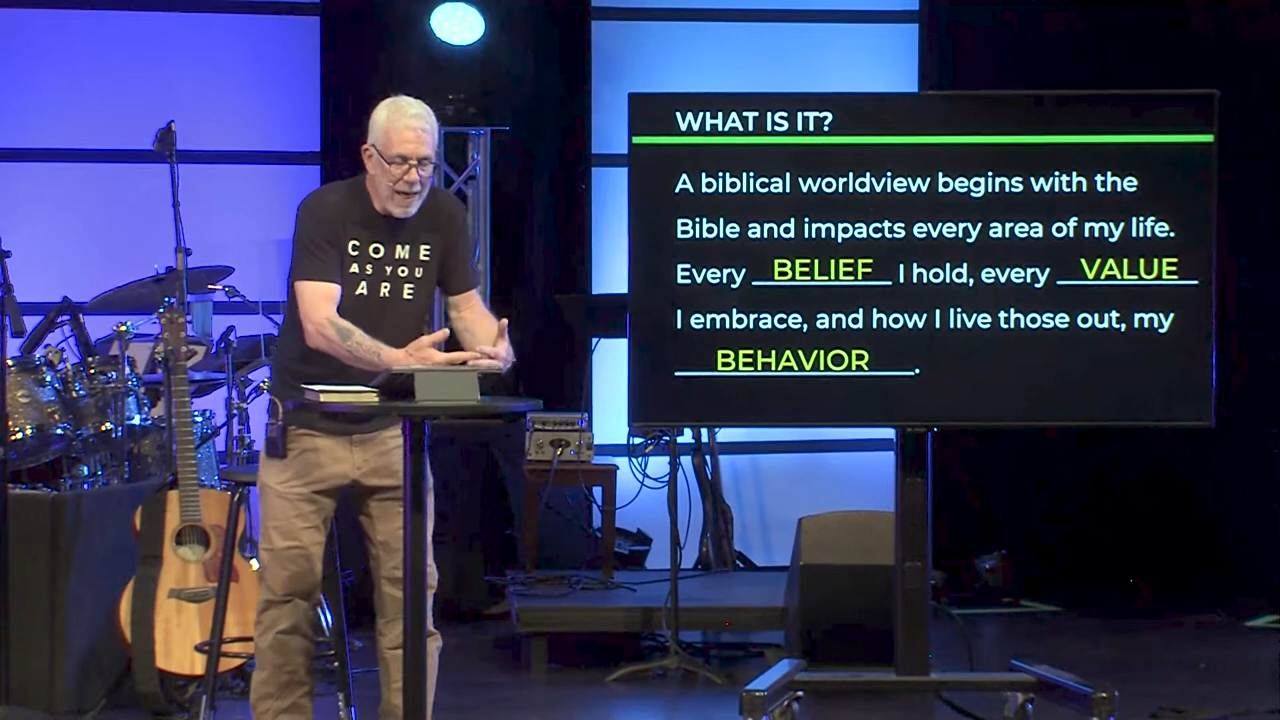 COME
AS YOU
ARE
WHAT IS IT?
A biblical worldview begins with the
Bible and impacts every area of my life.
Every BELIEF I hold, every VALUE
I embrace, and how I live those out, my
BEHAVIOR.